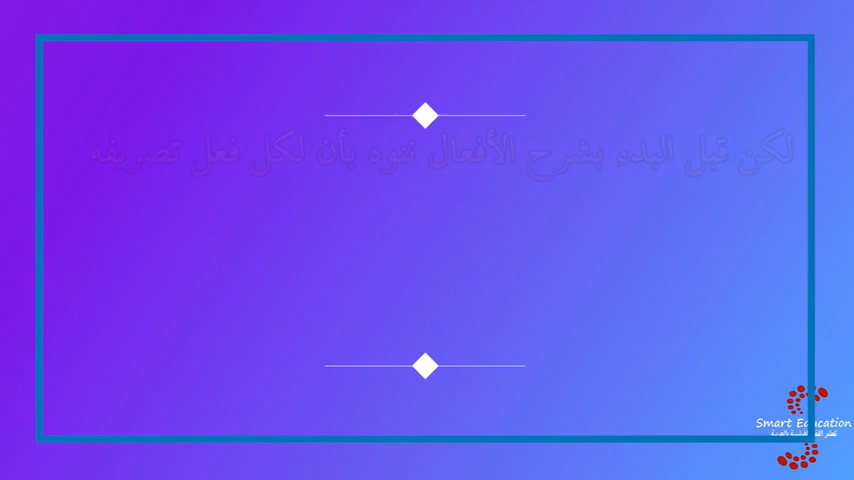 لكن قبل البدء بشرح الأفعال ننوه بأن لكل فعل تصريفه
Smart Education